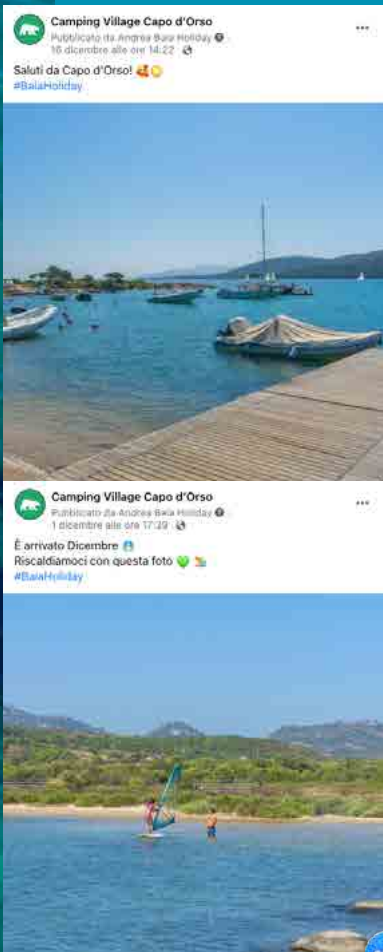 Camping Village Capo d'Orso
Pubblicato da Andrea Baia Holiday
16 dicembre alle ore 14:22
Saluti da Capo d'Orso!
#BaiaHoliday
Camping Village Capo d'Orso
Pubblicato da Andrea Baia Holiday
1 dicembre alle ore 17:29
È arrivato Dicembre
Riscaldiamoci con questa foto
#BaiaHoliday